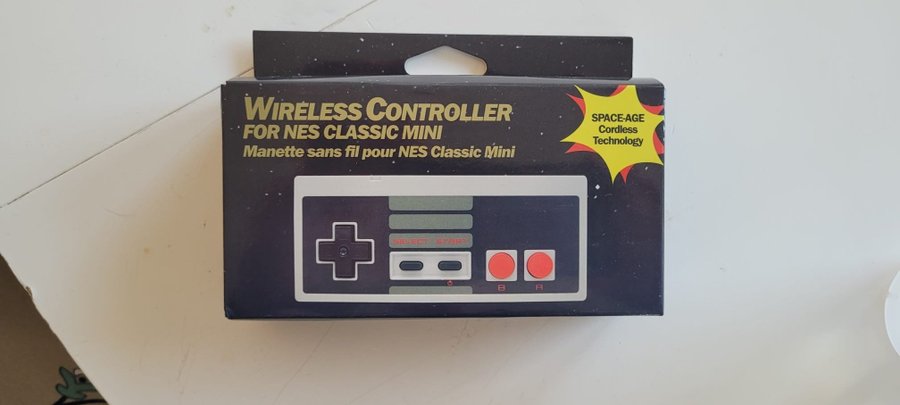 WIRELESS CONTROLLER
FOR NES CLASSIC MINI
Manette sans fil pour NES Classic Mini
SPACE-AGE
Cordless
Technology
SELECT START
B A